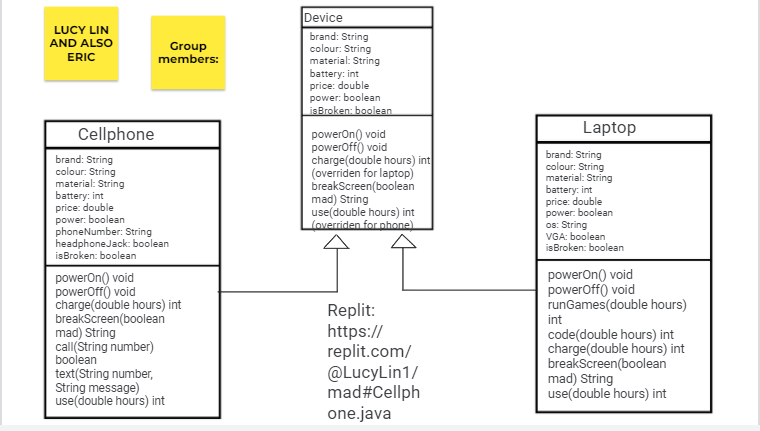 LUCY LIN
AND ALSO
ERIC
Group
members:
Device
brand: String
colour: String
material: String
battery: int
price: double
power: boolean
isBroken: boolean
powerOn() void
powerOff() void
charge(double hours) int
(overriden for laptop)
breakScreen(boolean
mad) String
use(double hours) int
(overriden for phone)
Cellphone
brand: String
colour: String
material: String
battery: int
price: double
power: boolean
phoneNumber: String
headphoneJack: boolean
isBroken: boolean
powerOn() void
powerOff() void
charge(double hours) int
breakScreen(boolean
mad) String
call(String number)
boolean
text(String number,
String message)
use(double hours) int
Laptop
brand: String
colour: String
material: String
battery: int
price: double
power: boolean
os: String
VGA: boolean
isBroken: boolean
powerOn() void
powerOff() void
runGames(double hours)
int
code(double hours) int
charge(double hours) int
breakScreen(boolean
mad) String
use(double hours) int
Replit:
https://
replit.com/
@LucyLin1/
mad#Cellph
one.java